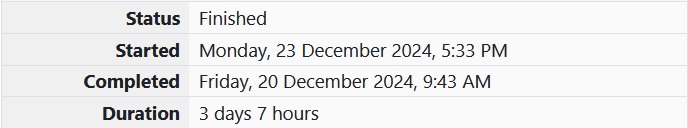 Status Finished
Started Monday, 23 December 2024, 5:33 PM
Completed Friday, 20 December 2024, 9:43 AM
Duration 3 days 7 hours